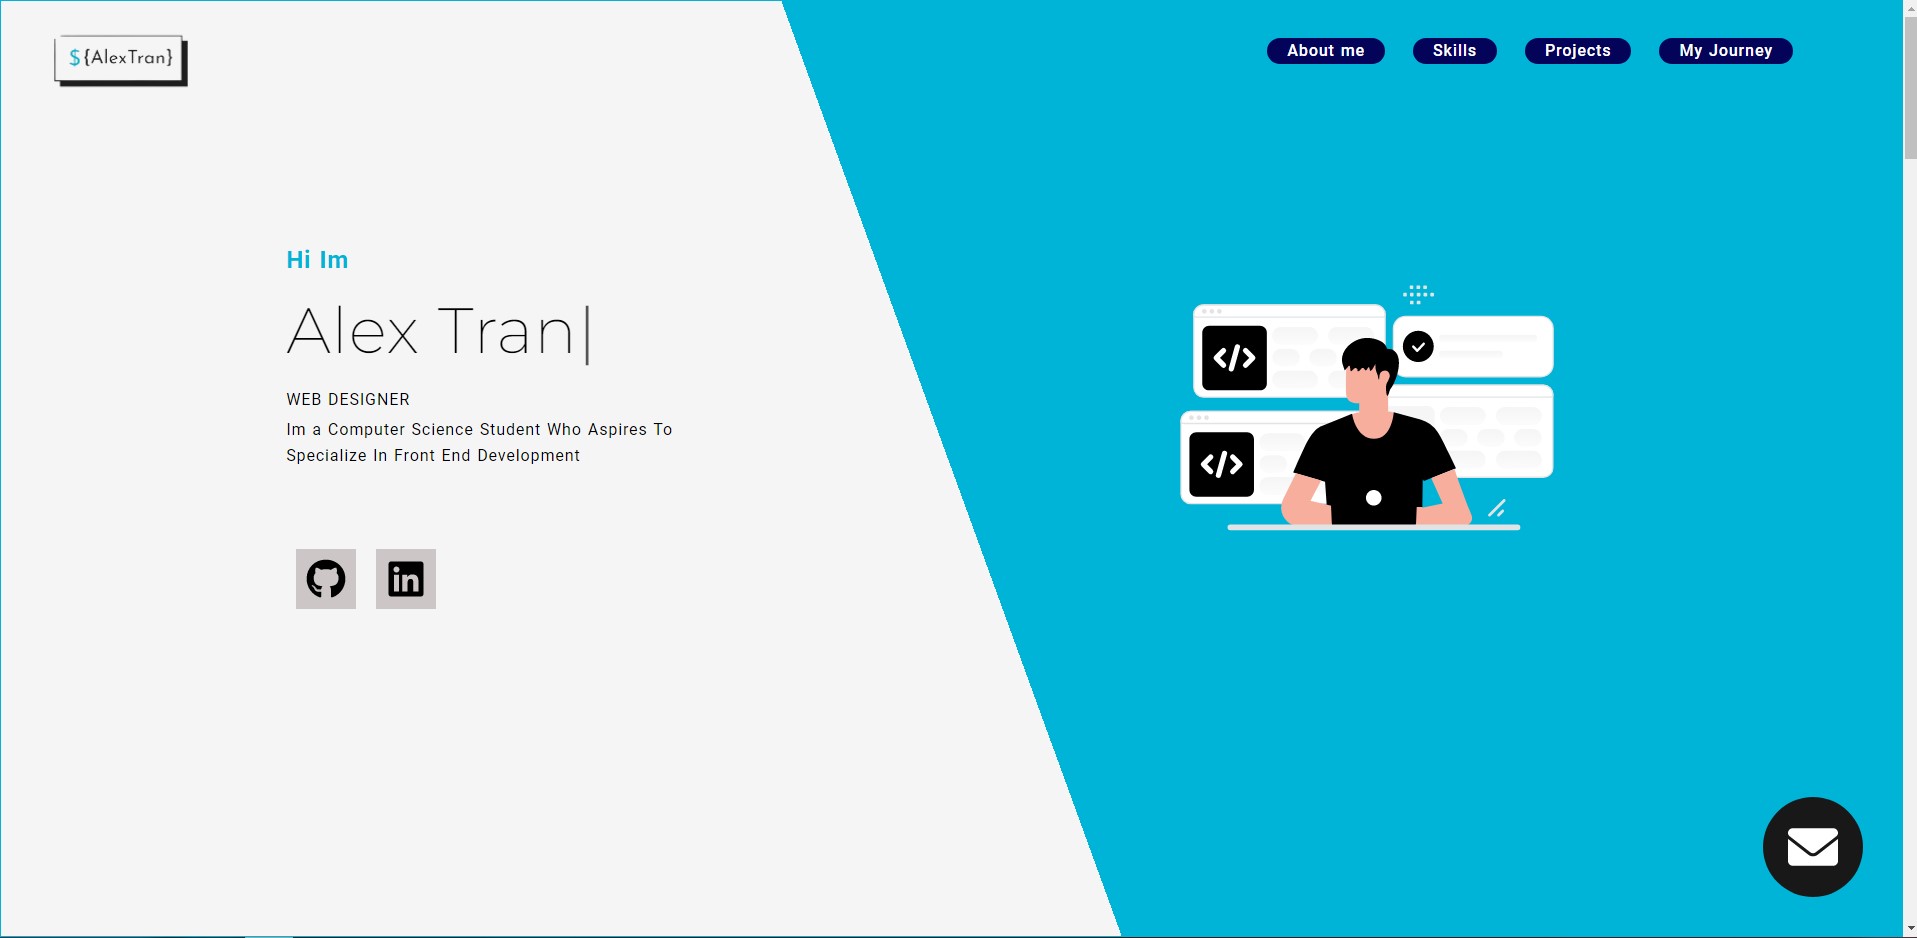 ${AlexTran}
About me
Skills
Projects
My Journey
Hi Im
Alex Tran|
WEB DESIGNER
Im a Computer Science Student Who Aspires To
Specialize In Front End Development
in
</>
</>